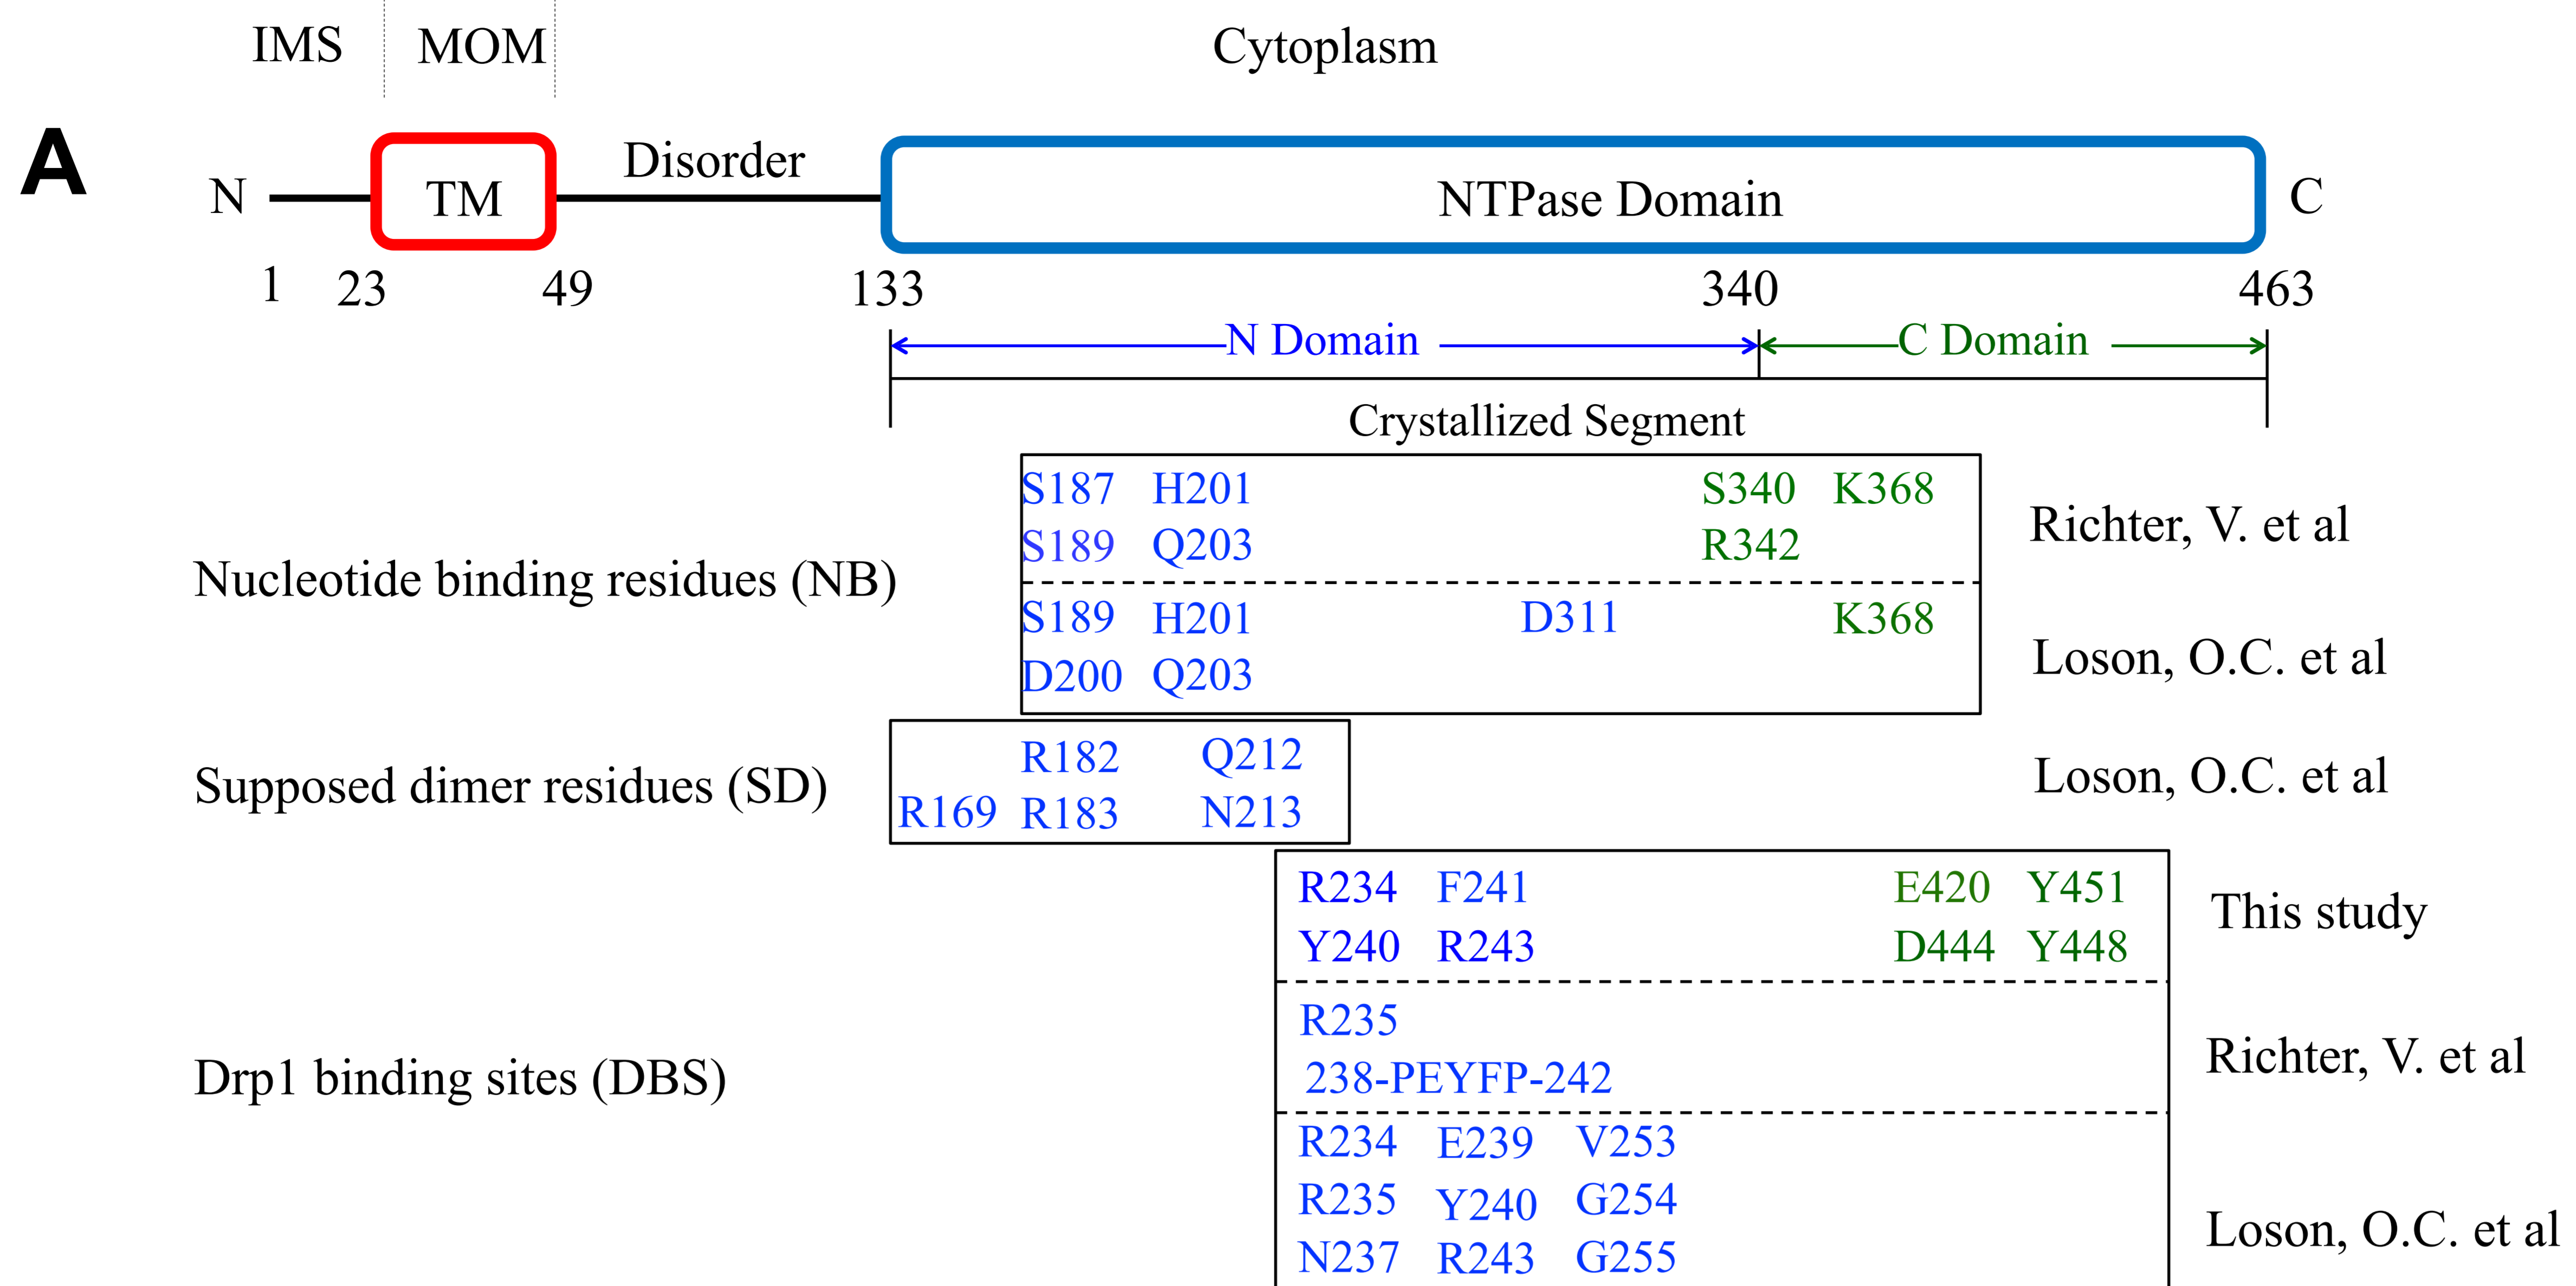 IMS MOM Cytoplasm
A
Disorder
N TM NTPase Domain C
1 23 49 133 340 463
N Domain C Domain
Crystallized Segment
S187 H201 S340 K368
Richter, V. et al
S189 Q203 R342
Nucleotide binding residues (NB)
S189 H201 D311 K368
Loson, O.C. et al
D200 Q203
R182 Q212
Supposed dimer residues (SD) Loson, O.C. et al
R169 R183 N213
R234 F241 E420 Y451
This study
Y240 R243 D444 Y448
R235
Richter, V. et al
Drp1 binding sites (DBS) 238-PEYFP-242
R234 E239 V253
R235 Y240 G254
Loson, O.C. et al
N237 R243 G255